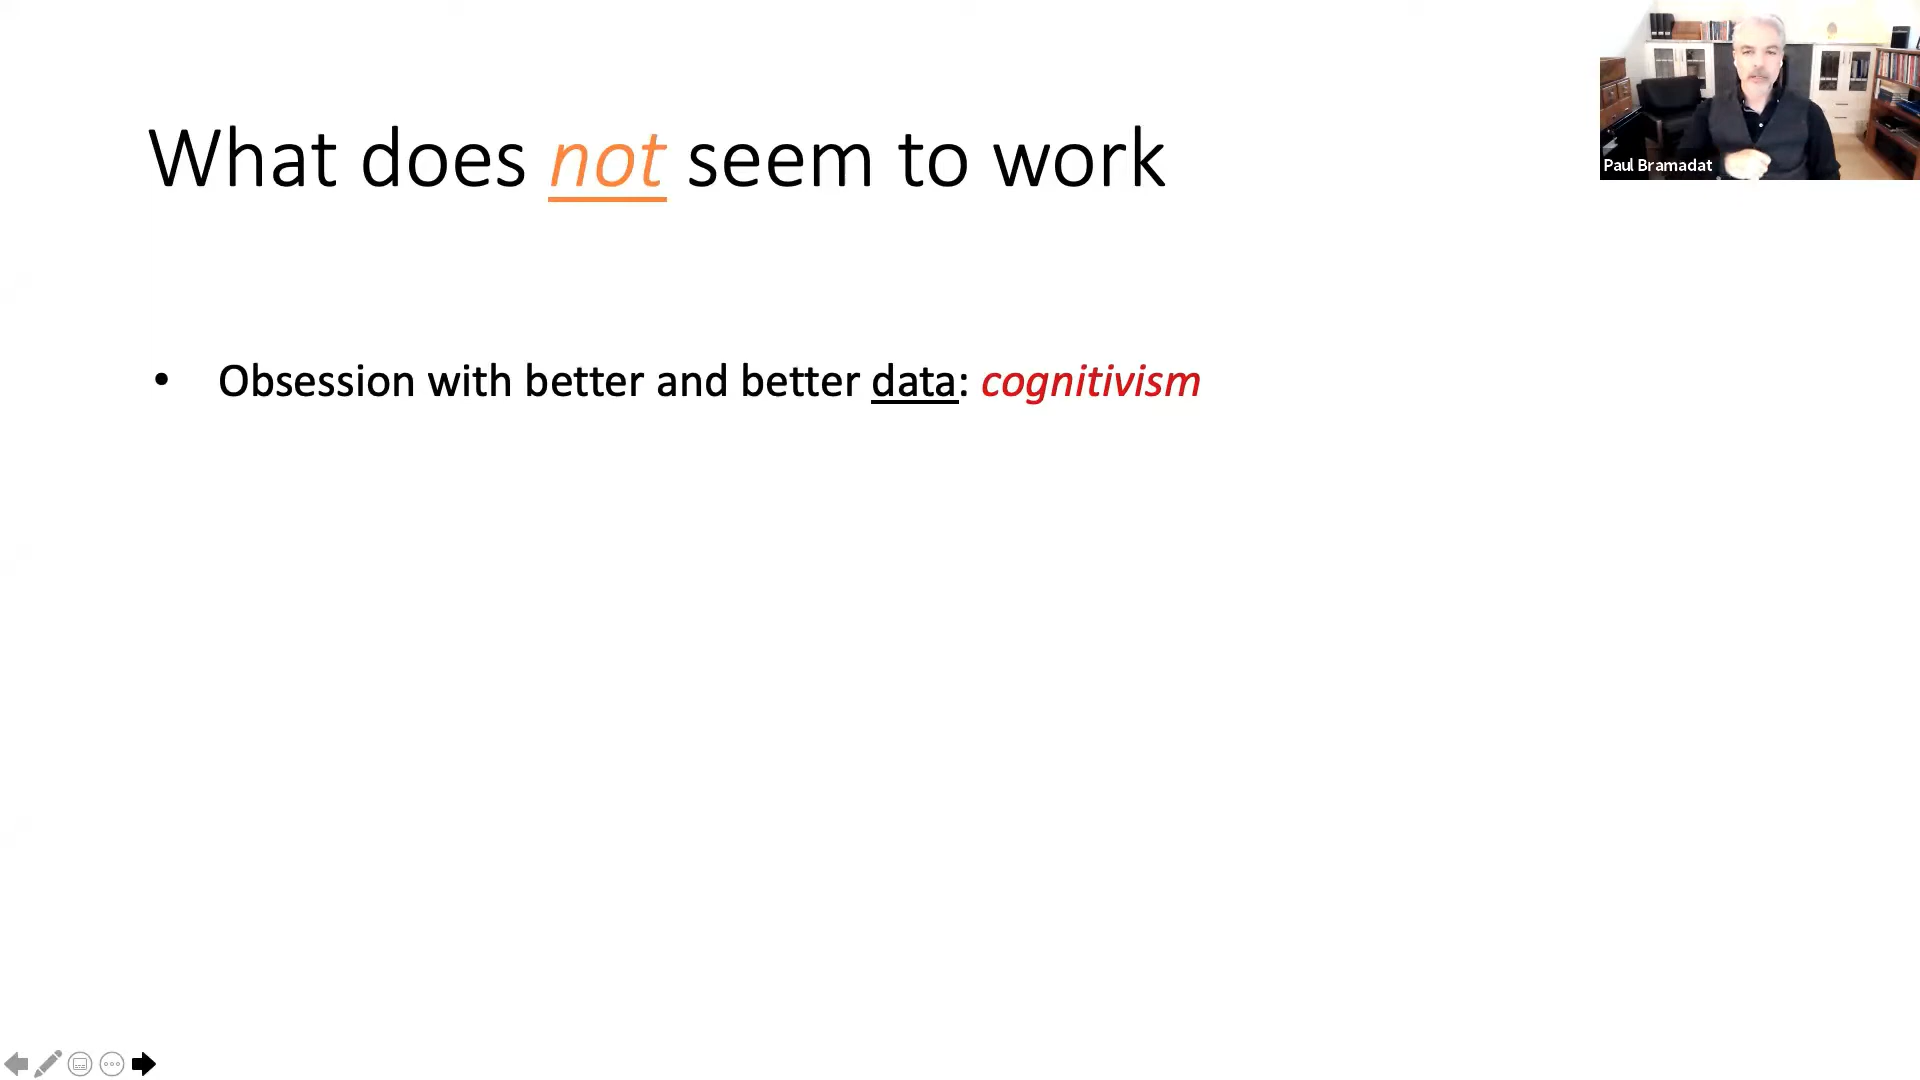 What does not seem to work
Paul Bramadat
• Obsession with better and better data: cognitivism